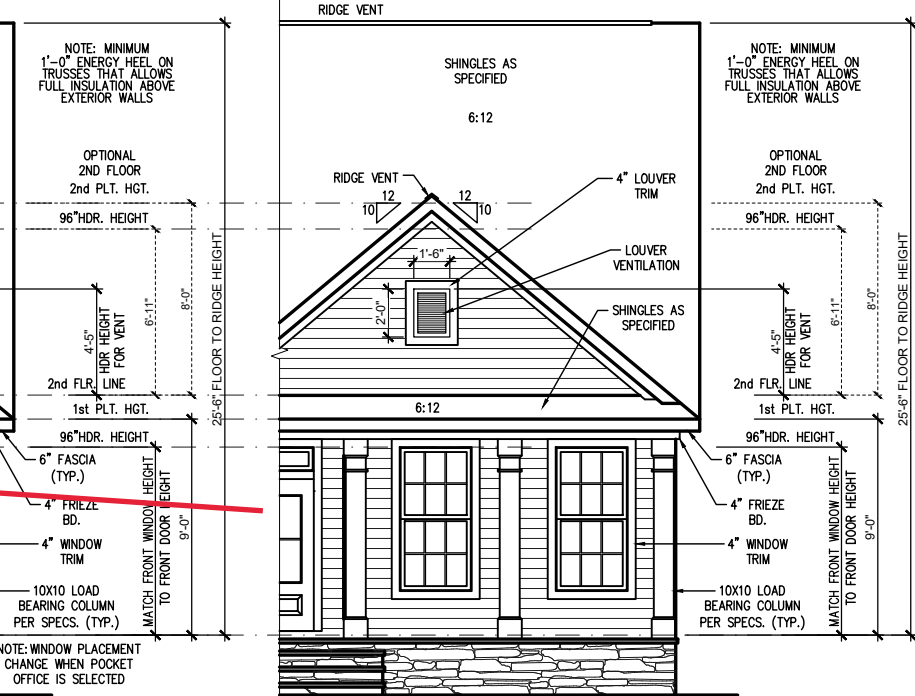 RIDGE VENT
NOTE: MINIMUM
1'-0" ENERGY HEEL ON
TRUSSES THAT ALLOWS
FULL INSULATION ABOVE
EXTERIOR WALLS
OPTIONAL
2ND FLOOR
2nd PLT. HGT.
96"HDR. HEIGHT
6'-11"
8'-0"
25'-6" FLOOR TO RIDGE HEIGHT
4'-5"
HDR HEIGHT
FOR VENT
2nd FLR. LINE
1st PLT. HGT.
96"HDR. HEIGHT
6" FASCIA
(TYP.)
4" FRIEZE
BD.
4" WINDOW
TRIM
10X10 LOAD
BEARING COLUMN
PER SPECS. (TYP.)
MATCH FRONT WINDOW HEIGHT
TO FRONT DOOR HEIGHT
9'-0"
NOTE: WINDOW PLACEMENT
CHANGE WHEN POCKET
OFFICE IS SELECTED
SHINGLES AS
SPECIFIED
6:12
RIDGE VENT
12
10
12
10
4" LOUVER
TRIM
1'-6"
LOUVER
VENTILATION
2'-0"
SHINGLES AS
SPECIFIED
6:12
NOTE: MINIMUM
1'-0" ENERGY HEEL ON
TRUSSES THAT ALLOWS
FULL INSULATION ABOVE
EXTERIOR WALLS
OPTIONAL
2ND FLOOR
2nd PLT. HGT.
96"HDR. HEIGHT
6'-11"
8'-0"
25'-6" FLOOR TO RIDGE HEIGHT
4'-5"
HDR HEIGHT
FOR VENT
2nd FLR. LINE
1st PLT. HGT.
96"HDR. HEIGHT
6" FASCIA
(TYP.)
4" FRIEZE
BD.
4" WINDOW
TRIM
10X10 LOAD
BEARING COLUMN
PER SPECS. (TYP.)
MATCH FRONT WINDOW HEIGHT
TO FRONT DOOR HEIGHT
9'-0"